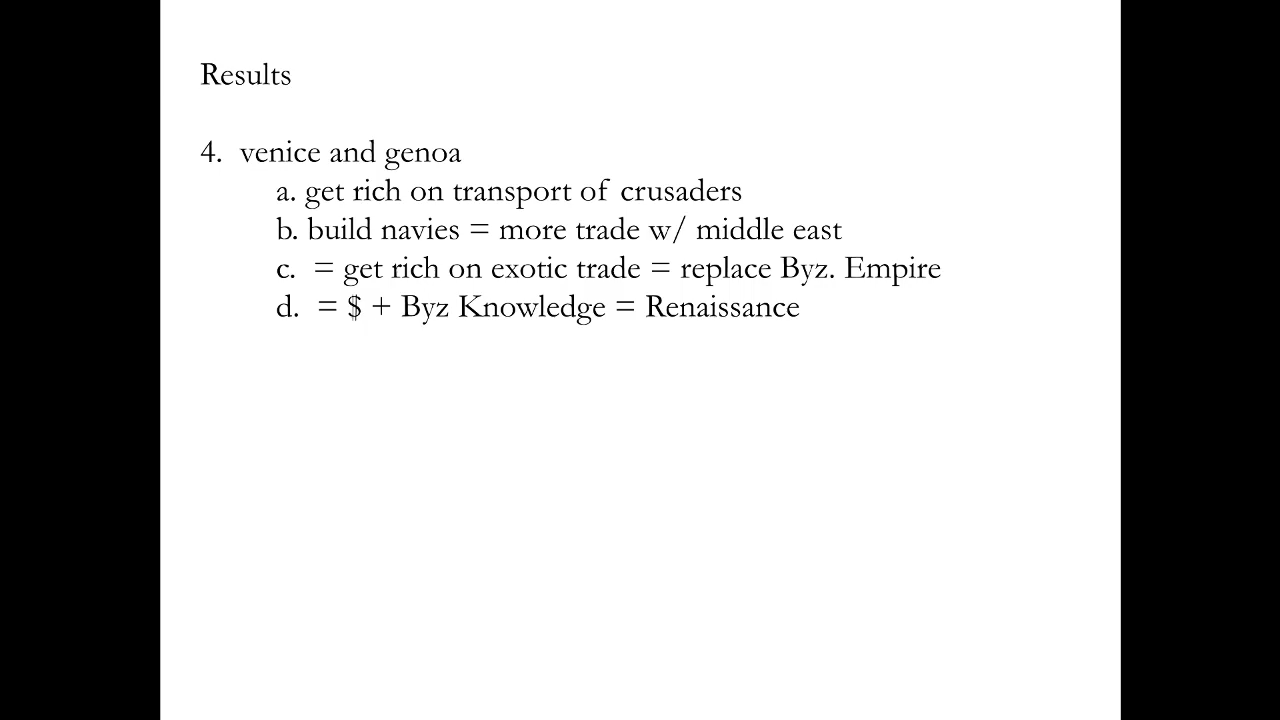 Results
4. venice and genoa
a. get rich on transport of crusaders
b. build navies = more trade w/ middle east
c. = get rich on exotic trade = replace Byz. Empire
d. = $ + Byz Knowledge = Renaissance